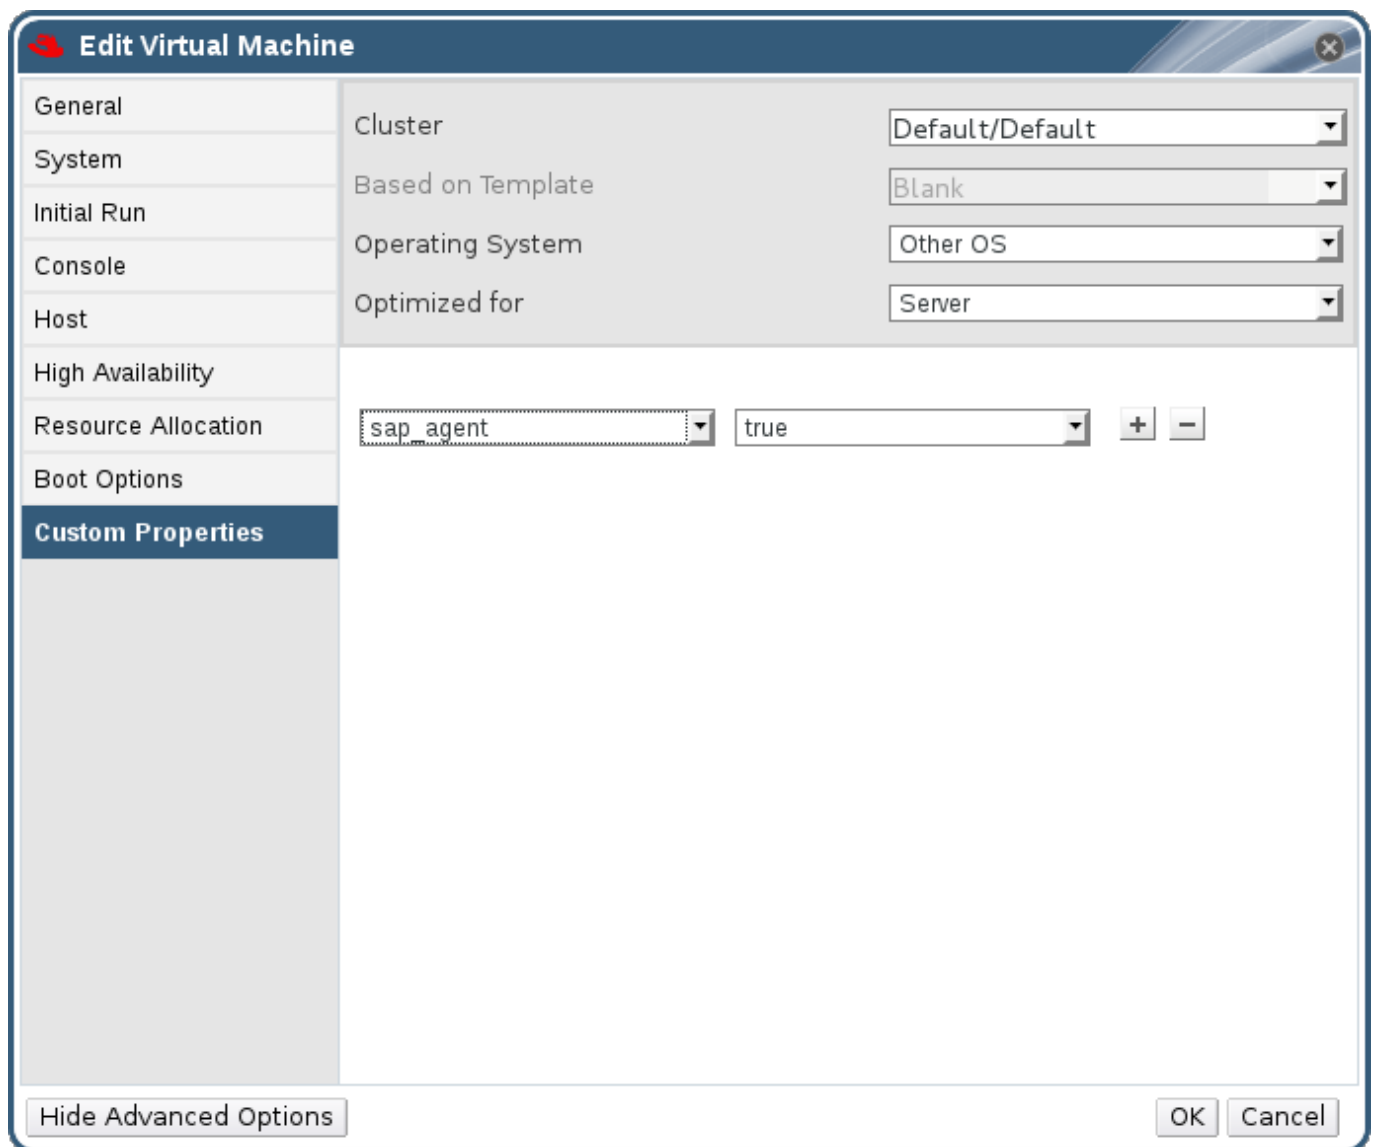 Edit Virtual Machine
General
System
Initial Run
Console
Host
High Availability
Resource Allocation
Boot Options
Custom Properties
Cluster Default/Default
Based on Template Blank
Operating System Other OS
Optimized for Server
sap_agent true + −
Hide Advanced Options OK Cancel